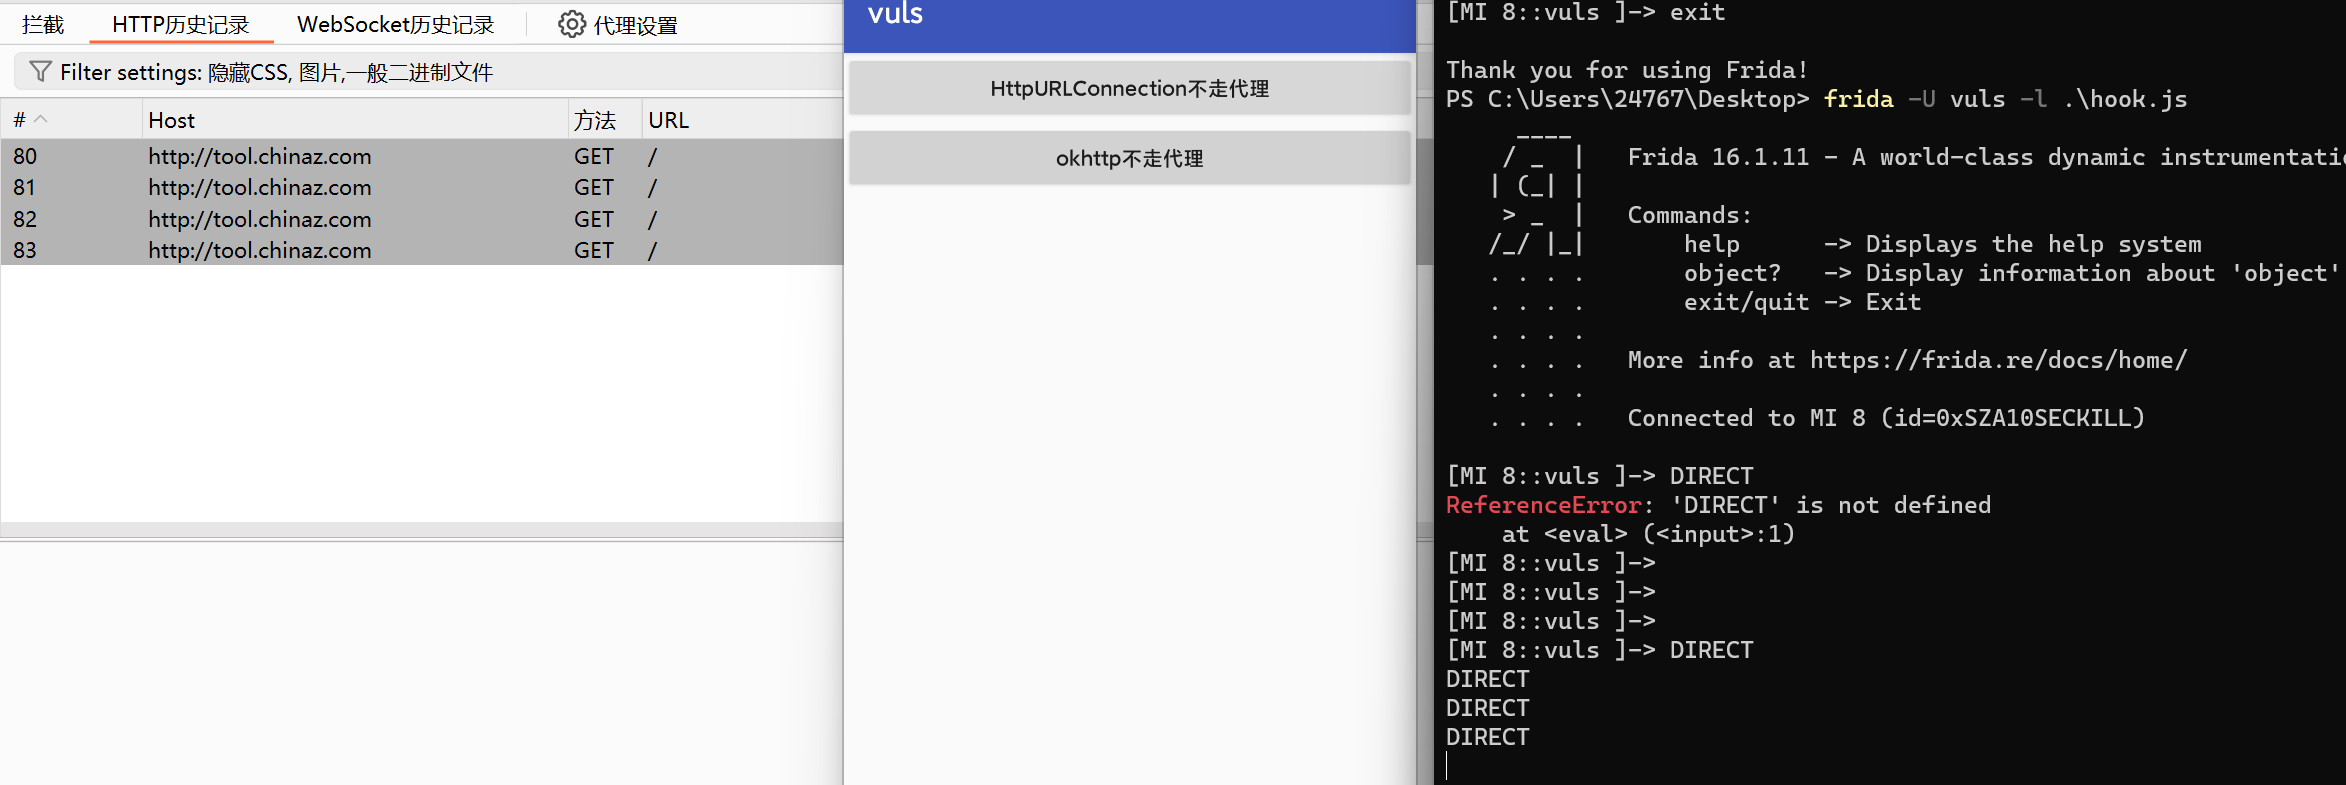 拦截 HTTP历史记录 WebSocket历史记录 代理设置
Filter settings: 隐藏CSS, 图片,一般二进制文件
# Host 方法 URL
80 http://tool.chinaz.com GET /
81 http://tool.chinaz.com GET /
82 http://tool.chinaz.com GET /
83 http://tool.chinaz.com GET /
vuls
HttpURLConnection不走代理
okhttp不走代理
[MI 8::vuls ]-> exit
Thank you for using Frida!
PS C:\Users\24767\Desktop> frida -U vuls -l .\hook.js
     ____
    / _  |   Frida 16.1.11 - A world-class dynamic instrumentati
   | (_| |
    > _  |   Commands:
   /_/ |_|       help      -> Displays the help system
   . . . .       object?   -> Display information about 'object'
   . . . .       exit/quit -> Exit
   . . . .
   . . . .   More info at https://frida.re/docs/home/
   . . . .
   . . . .   Connected to MI 8 (id=0xSZA10SECKILL)
[MI 8::vuls ]-> DIRECT
ReferenceError: 'DIRECT' is not defined
    at <eval> (<input>:1)
[MI 8::vuls ]->
[MI 8::vuls ]->
[MI 8::vuls ]->
[MI 8::vuls ]-> DIRECT
DIRECT
DIRECT
DIRECT